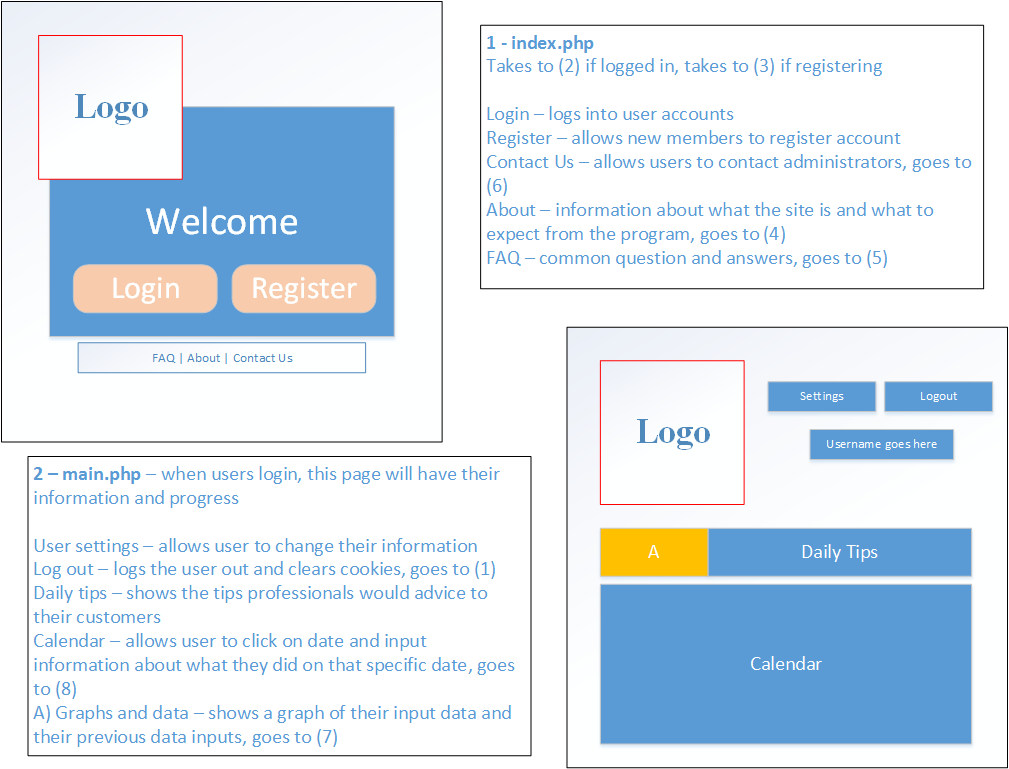 Logo
Welcome
Login
Register
FAQ | About | Contact Us
1 - index.php
Takes to (2) if logged in, takes to (3) if registering
Login – logs into user accounts
Register – allows new members to register account
Contact Us – allows users to contact administrators, goes to
(6)
About – information about what the site is and what to
expect from the program, goes to (4)
FAQ – common question and answers, goes to (5)
2 – main.php – when users login, this page will have their
information and progress
User settings – allows user to change their information
Log out – logs the user out and clears cookies, goes to (1)
Daily tips – shows the tips professionals would advice to
their customers
Calendar – allows user to click on date and input
information about what they did on that specific date, goes
to (8)
A) Graphs and data – shows a graph of their input data and
their previous data inputs, goes to (7)
Logo
Settings
Logout
Username goes here
A
Daily Tips
Calendar